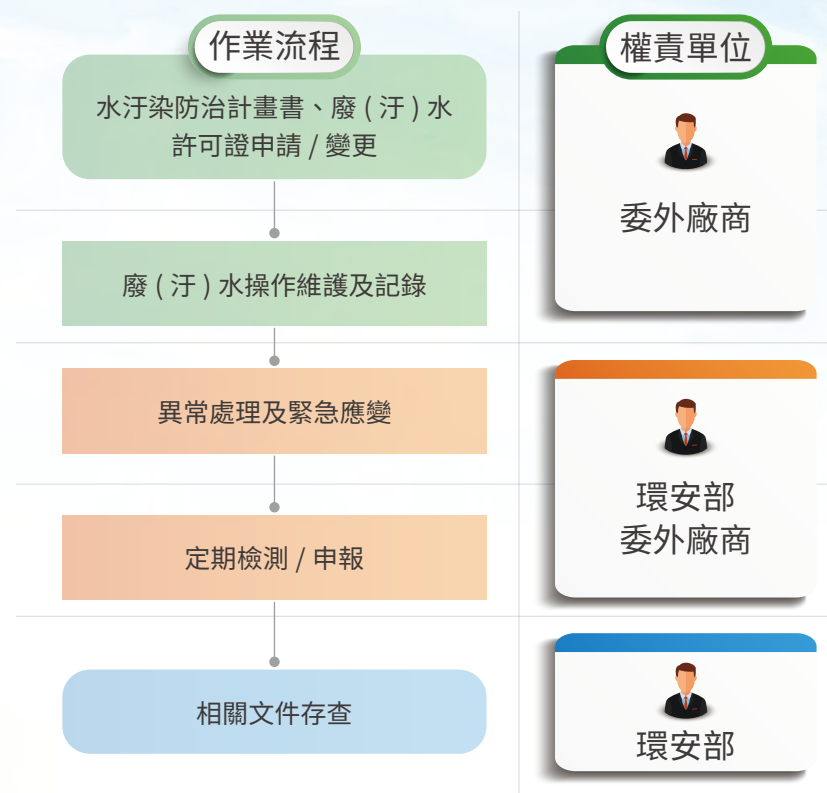 作業流程
權責單位
水汙染防治計畫書、廢 ( 汙 ) 水
許可證申請 / 變更
委外廠商
廢 ( 汙 ) 水操作維護及記錄
異常處理及緊急應變
環安部
委外廠商
定期檢測 / 申報
相關文件存查
環安部